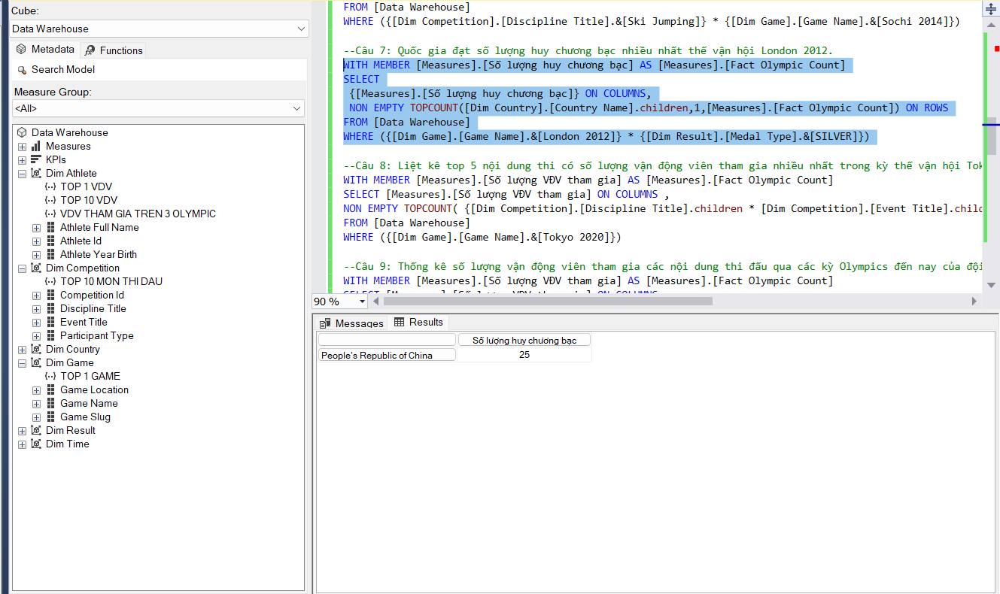 Cube:
Data Warehouse
Metadata
Functions
Search Model
Measure Group:
<All>
Data Warehouse
Measures
KPIs
Dim Athlete
TOP 1 VDV
TOP 10 VDV
VDV THAM GIA TREN 3 OLYMPIC
Athlete Full Name
Athlete Id
Athlete Year Birth
Dim Competition
TOP 10 MON THI DAU
Competition Id
Discipline Title
Event Title
Participant Type
Dim Country
Dim Game
TOP 1 GAME
Game Location
Game Name
Game Slug
Dim Result
Dim Time
FROM [Data Warehouse]
WHERE ({[Dim Competition].[Discipline Title].&[Ski Jumping]} * {[Dim Game].[Game Name].&[Sochi 2014]})
--Câu 7: Quốc gia đạt số lượng huy chương bạc nhiều nhất thế vận hội London 2012.
WITH MEMBER [Measures].[Số lượng huy chương bạc] AS [Measures].[Fact Olympic Count]
SELECT
{[Measures].[Số lượng huy chương bạc]} ON COLUMNS,
NON EMPTY TOPCOUNT([Dim Country].[Country Name].children,1,[Measures].[Fact Olympic Count]) ON ROWS
FROM [Data Warehouse]
WHERE ({[Dim Game].[Game Name].&[London 2012]} * {[Dim Result].[Medal Type].&[SILVER]})
--Câu 8: Liệt kê top 5 nội dung thi có số lượng vận động viên tham gia nhiều nhất trong kỳ thế vận hội Tok
WITH MEMBER [Measures].[Số lượng VĐV tham gia] AS [Measures].[Fact Olympic Count]
SELECT [Measures].[Số lượng VĐV tham gia] ON COLUMNS ,
NON EMPTY TOPCOUNT( {[Dim Competition].[Discipline Title].children * [Dim Competition].[Event Title].child
FROM [Data Warehouse]
WHERE ({[Dim Game].[Game Name].&[Tokyo 2020]})
--Câu 9: Thống kê số lượng vận động viên tham gia các nội dung thi đấu qua các kỳ Olympics đến nay của đội
WITH MEMBER [Measures].[Số lượng VĐV tham gia] AS [Measures].[Fact Olympic Count]
SELECT [Measures].[Số lượng VĐV tham gia] ON COLUMNS
90 %
Messages
Results
Số lượng huy chương bạc
People's Republic of China 25